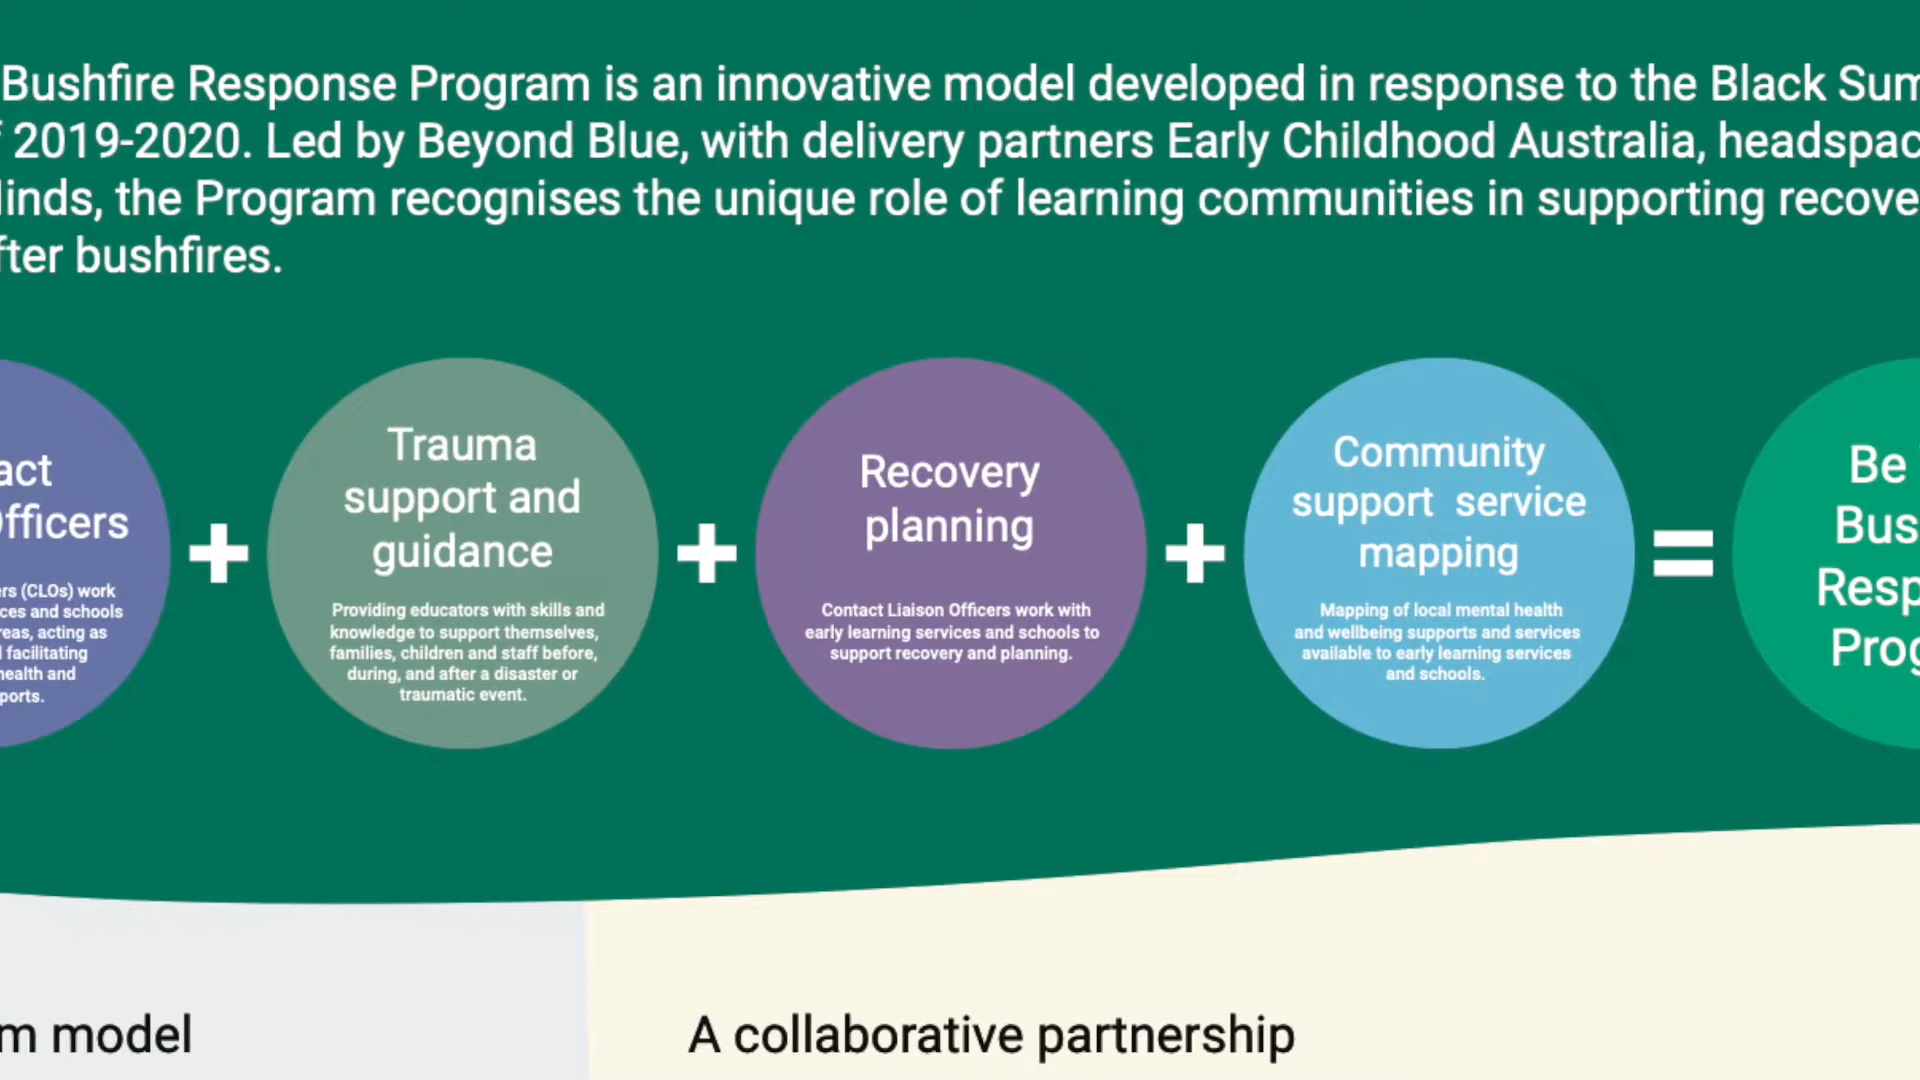 Bushfire Response Program is an innovative model developed in response to the Black Sum
2019-2020. Led by Beyond Blue, with delivery partners Early Childhood Australia, headspac
linds, the Program recognises the unique role of learning communities in supporting recove
fter bushfires.
act
Officers
rs (CLOs) work
ces and schools
reas, acting as
facilitating
health and
ports.
+
Trauma
support and
guidance
Providing educators with skills and
knowledge to support themselves,
families, children and staff before,
during, and after a disaster or
traumatic event.
+
Recovery
planning
Contact Liaison Officers work with
early learning services and schools to
support recovery and planning.
+
Community
support service
mapping
Mapping of local mental health
and wellbeing supports and services
available to early learning services
and schools.
=
Be
Bus
Resp
Prog
m model
A collaborative partnership